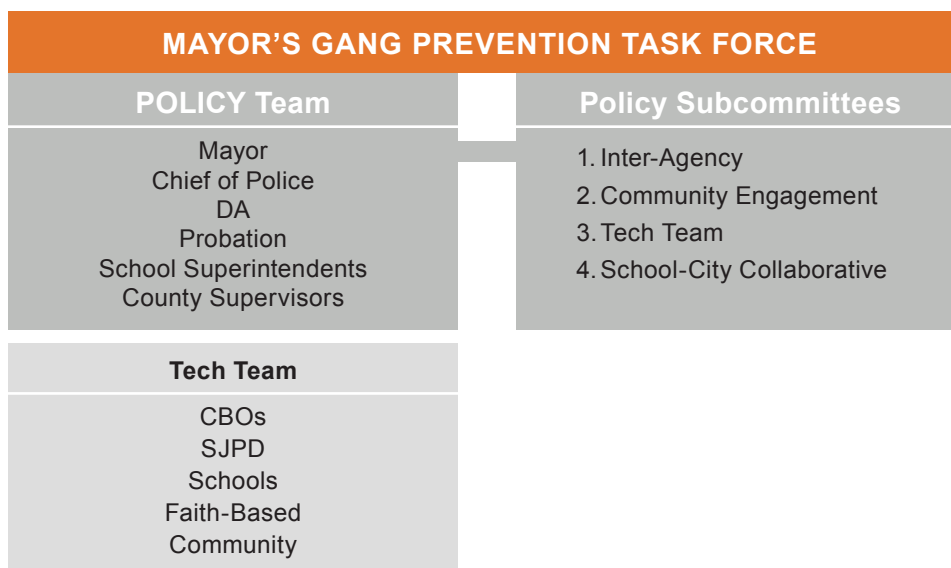 MAYOR’S GANG PREVENTION TASK FORCE
POLICY Team
Mayor
Chief of Police
DA
Probation
School Superintendents
County Supervisors
Policy Subcommittees
1. Inter-Agency
2. Community Engagement
3. Tech Team
4. School-City Collaborative
Tech Team
CBOs
SJPD
Schools
Faith-Based
Community